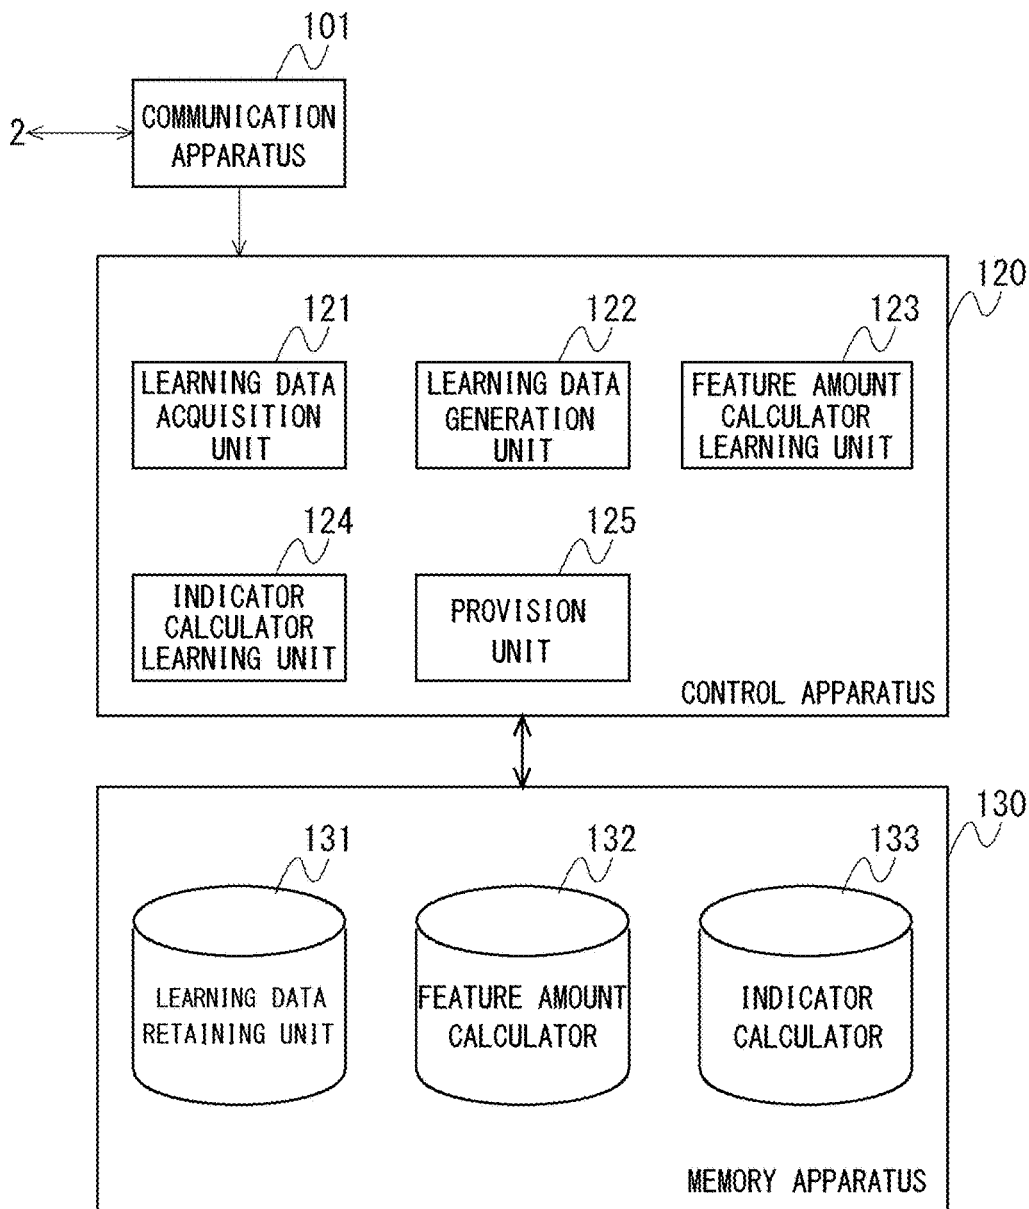 101
COMMUNICATION
APPARATUS
2
120
121
LEARNING DATA
ACQUISITION
UNIT
122
LEARNING DATA
GENERATION
UNIT
123
FEATURE AMOUNT
CALCULATOR
LEARNING UNIT
124
INDICATOR
CALCULATOR
LEARNING UNIT
125
PROVISION
UNIT
CONTROL APPARATUS
130
131
LEARNING DATA
RETAINING UNIT
132
FEATURE AMOUNT
CALCULATOR
133
INDICATOR
CALCULATOR
MEMORY APPARATUS